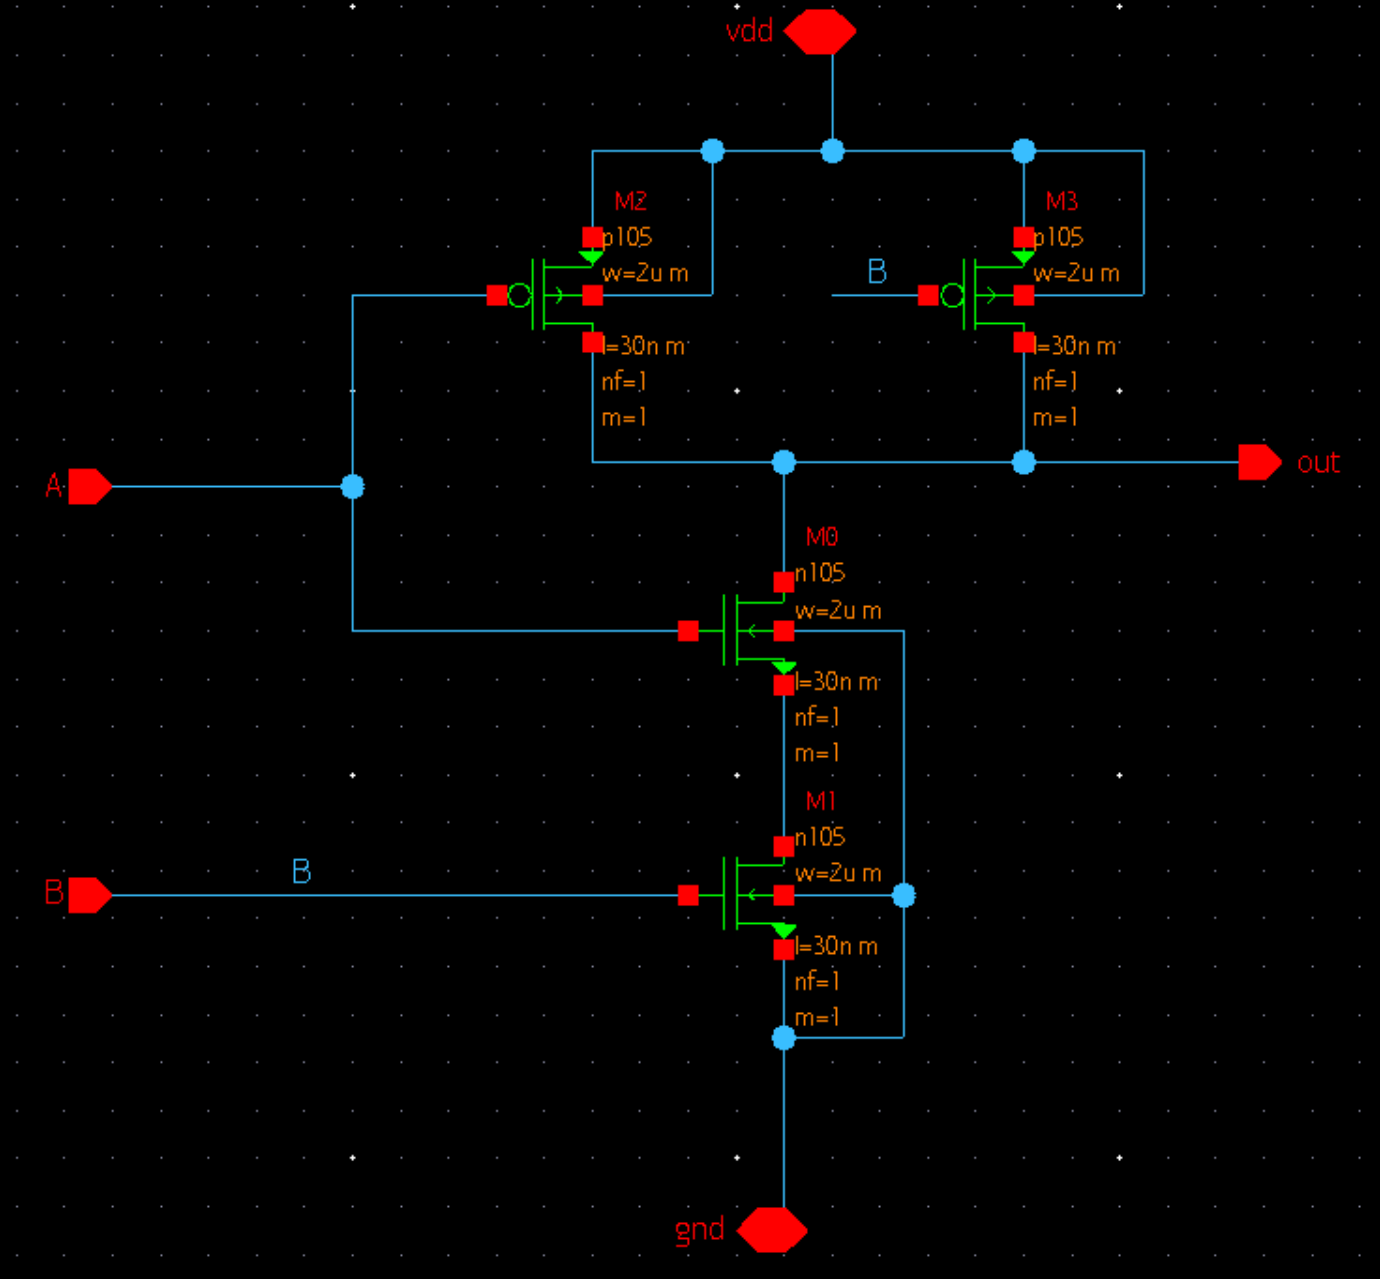 vdd
M2
p105
w=2u m
l=30n m
nf=1
m=1
B
M3
p105
w=2u m
l=30n m
nf=1
m=1
A
out
M0
n105
w=2u m
l=30n m
nf=1
m=1
B
B
M1
n105
w=2u m
l=30n m
nf=1
m=1
gnd